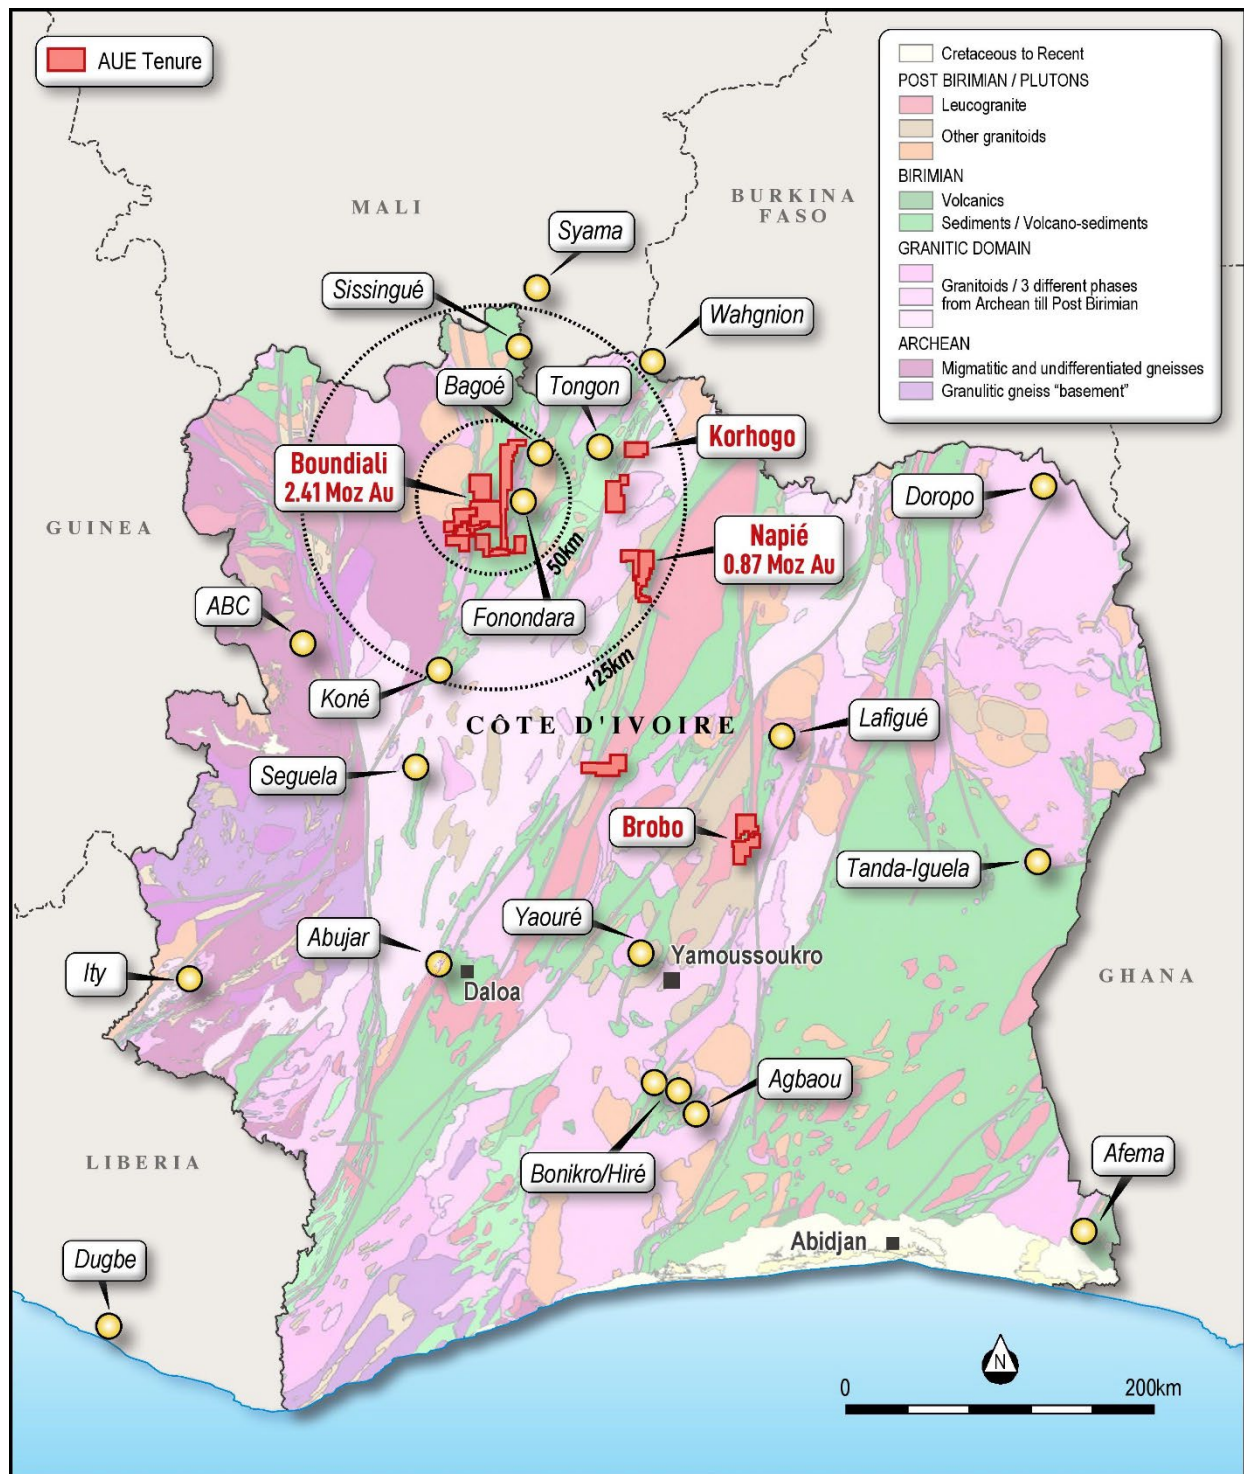 AUE Tenure
Cretaceous to Recent
POST BIRIMIAN / PLUTONS
Leucogranite
Other granitoids
BIRIMIAN
Volcanics
Sediments / Volcano-sediments
GRANITIC DOMAIN
Granitoids / 3 different phases
from Archean till Post Birimian
ARCHEAN
Migmatitic and undifferentiated gneisses
Granulitic gneiss “basement”
MALI
BURKINA
FASO
Syama
Sissingué
Wahgnion
Bagoé
Tongon
Korhogo
Boundiali
2.41 Moz Au
Doropo
GUINEA
Napié
0.87 Moz Au
50km
ABC
Fonondara
125km
Koné
CÔTE D'IVOIRE
Lafigué
Seguela
Brobo
Tanda-Iguela
Yaouré
Abujar
Yamoussoukro
Ity
Daloa
GHANA
Agbaou
LIBERIA
Bonikro/Hiré
Afema
Abidjan
Dugbe
N
0
200km